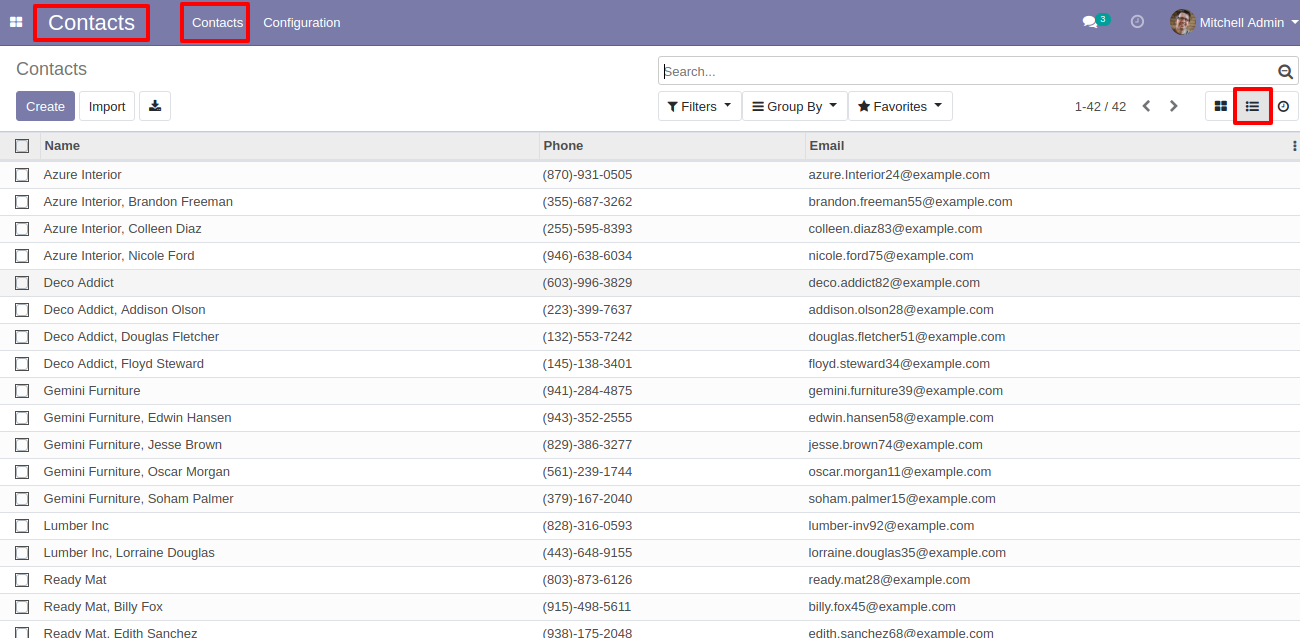 Contacts Contacts Configuration 3 Mitchell Admin
Contacts
Search...
Create Import Filters Group By Favorites 1-42 / 42
Name Phone Email
Azure Interior (870)-931-0505 azure.Interior24@example.com
Azure Interior, Brandon Freeman (355)-687-3262 brandon.freeman55@example.com
Azure Interior, Colleen Diaz (255)-595-8393 colleen.diaz83@example.com
Azure Interior, Nicole Ford (946)-638-6034 nicole.ford75@example.com
Deco Addict (603)-996-3829 deco.addict82@example.com
Deco Addict, Addison Olson (223)-399-7637 addison.olson28@example.com
Deco Addict, Douglas Fletcher (132)-553-7242 douglas.fletcher51@example.com
Deco Addict, Floyd Steward (145)-138-3401 floyd.steward34@example.com
Gemini Furniture (941)-284-4875 gemini.furniture39@example.com
Gemini Furniture, Edwin Hansen (943)-352-2555 edwin.hansen58@example.com
Gemini Furniture, Jesse Brown (829)-386-3277 jesse.brown74@example.com
Gemini Furniture, Oscar Morgan (561)-239-1744 oscar.morgan11@example.com
Gemini Furniture, Soham Palmer (379)-167-2040 soham.palmer15@example.com
Lumber Inc (828)-316-0593 lumber-inv92@example.com
Lumber Inc, Lorraine Douglas (443)-648-9155 lorraine.douglas35@example.com
Ready Mat (803)-873-6126 ready.mat28@example.com
Ready Mat, Billy Fox (915)-498-5611 billy.fox45@example.com
Ready Mat, Edith Sanchez (938)-175-2048 edith.sanchez68@example.com